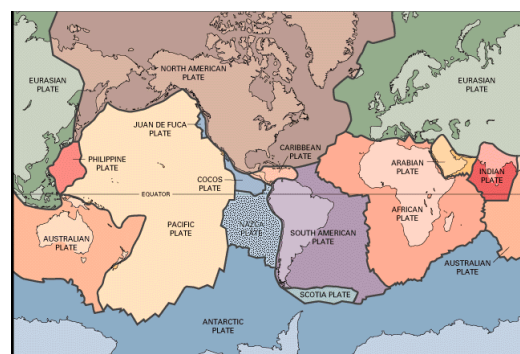 NORTH AMERICAN
PLATE
EURASIAN
PLATE
EURASIAN
PLATE
JUAN DE FUCA
PLATE
CARIBBEAN
PLATE
PHILIPPINE
PLATE
ARABIAN
PLATE
INDIAN
PLATE
COCOS
PLATE
EQUATOR
AUSTRALIAN
PLATE
PACIFIC
PLATE
NAZCA
PLATE
SOUTH AMERICAN
PLATE
AFRICAN
PLATE
AUSTRALIAN
PLATE
SCOTIA PLATE
ANTARCTIC
PLATE